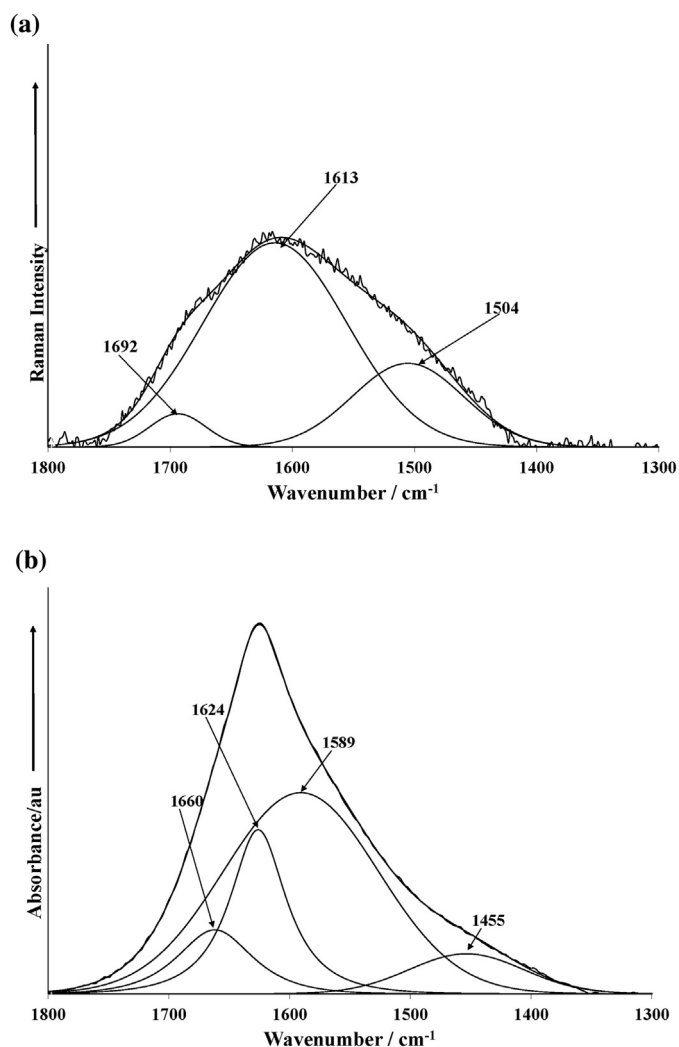 (a)
Raman Intensity
1613
1504
1692
1800 1700 1600 1500 1400 1300
Wavenumber / cm⁻¹
(b)
Absorbance/au
1624
1589
1660
1455
1800 1700 1600 1500 1400 1300
Wavenumber / cm⁻¹